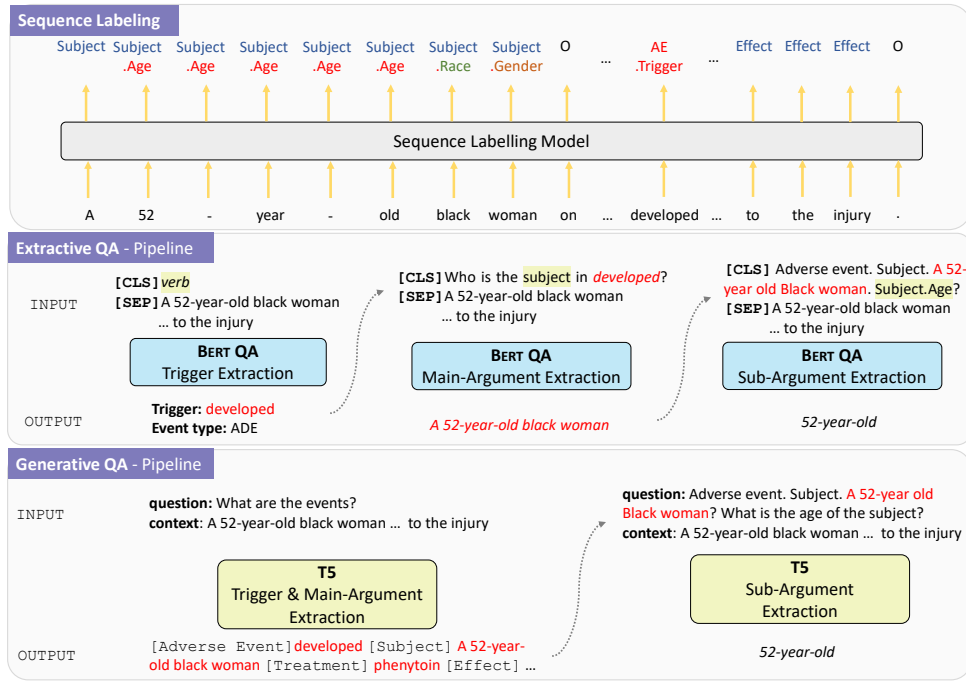 Sequence Labeling
Subject Subject Subject Subject Subject Subject Subject Subject O ... AE ... Effect Effect Effect O
.Age .Age .Age .Age .Age .Race .Gender .Trigger
Sequence Labelling Model
A 52 - year - old black woman on ... developed ... to the injury .
Extractive QA - Pipeline
INPUT
[CLS] verb
[SEP] A 52-year-old black woman
... to the injury
BERT QA
Trigger Extraction
OUTPUT
Trigger: developed
Event type: ADE
[CLS] Who is the subject in developed?
[SEP] A 52-year-old black woman
... to the injury
BERT QA
Main-Argument Extraction
A 52-year-old black woman
[CLS] Adverse event. Subject. A 52-
year old Black woman. Subject.Age?
[SEP] A 52-year-old black woman
... to the injury
BERT QA
Sub-Argument Extraction
52-year-old
Generative QA - Pipeline
INPUT
question: What are the events?
context: A 52-year-old black woman ... to the injury
T5
Trigger & Main-Argument
Extraction
OUTPUT
[Adverse Event] developed [Subject] A 52-year-
old black woman [Treatment] phenytoin [Effect] ...
question: Adverse event. Subject. A 52-year old
Black woman? What is the age of the subject?
context: A 52-year-old black woman ... to the injury
T5
Sub-Argument
Extraction
52-year-old